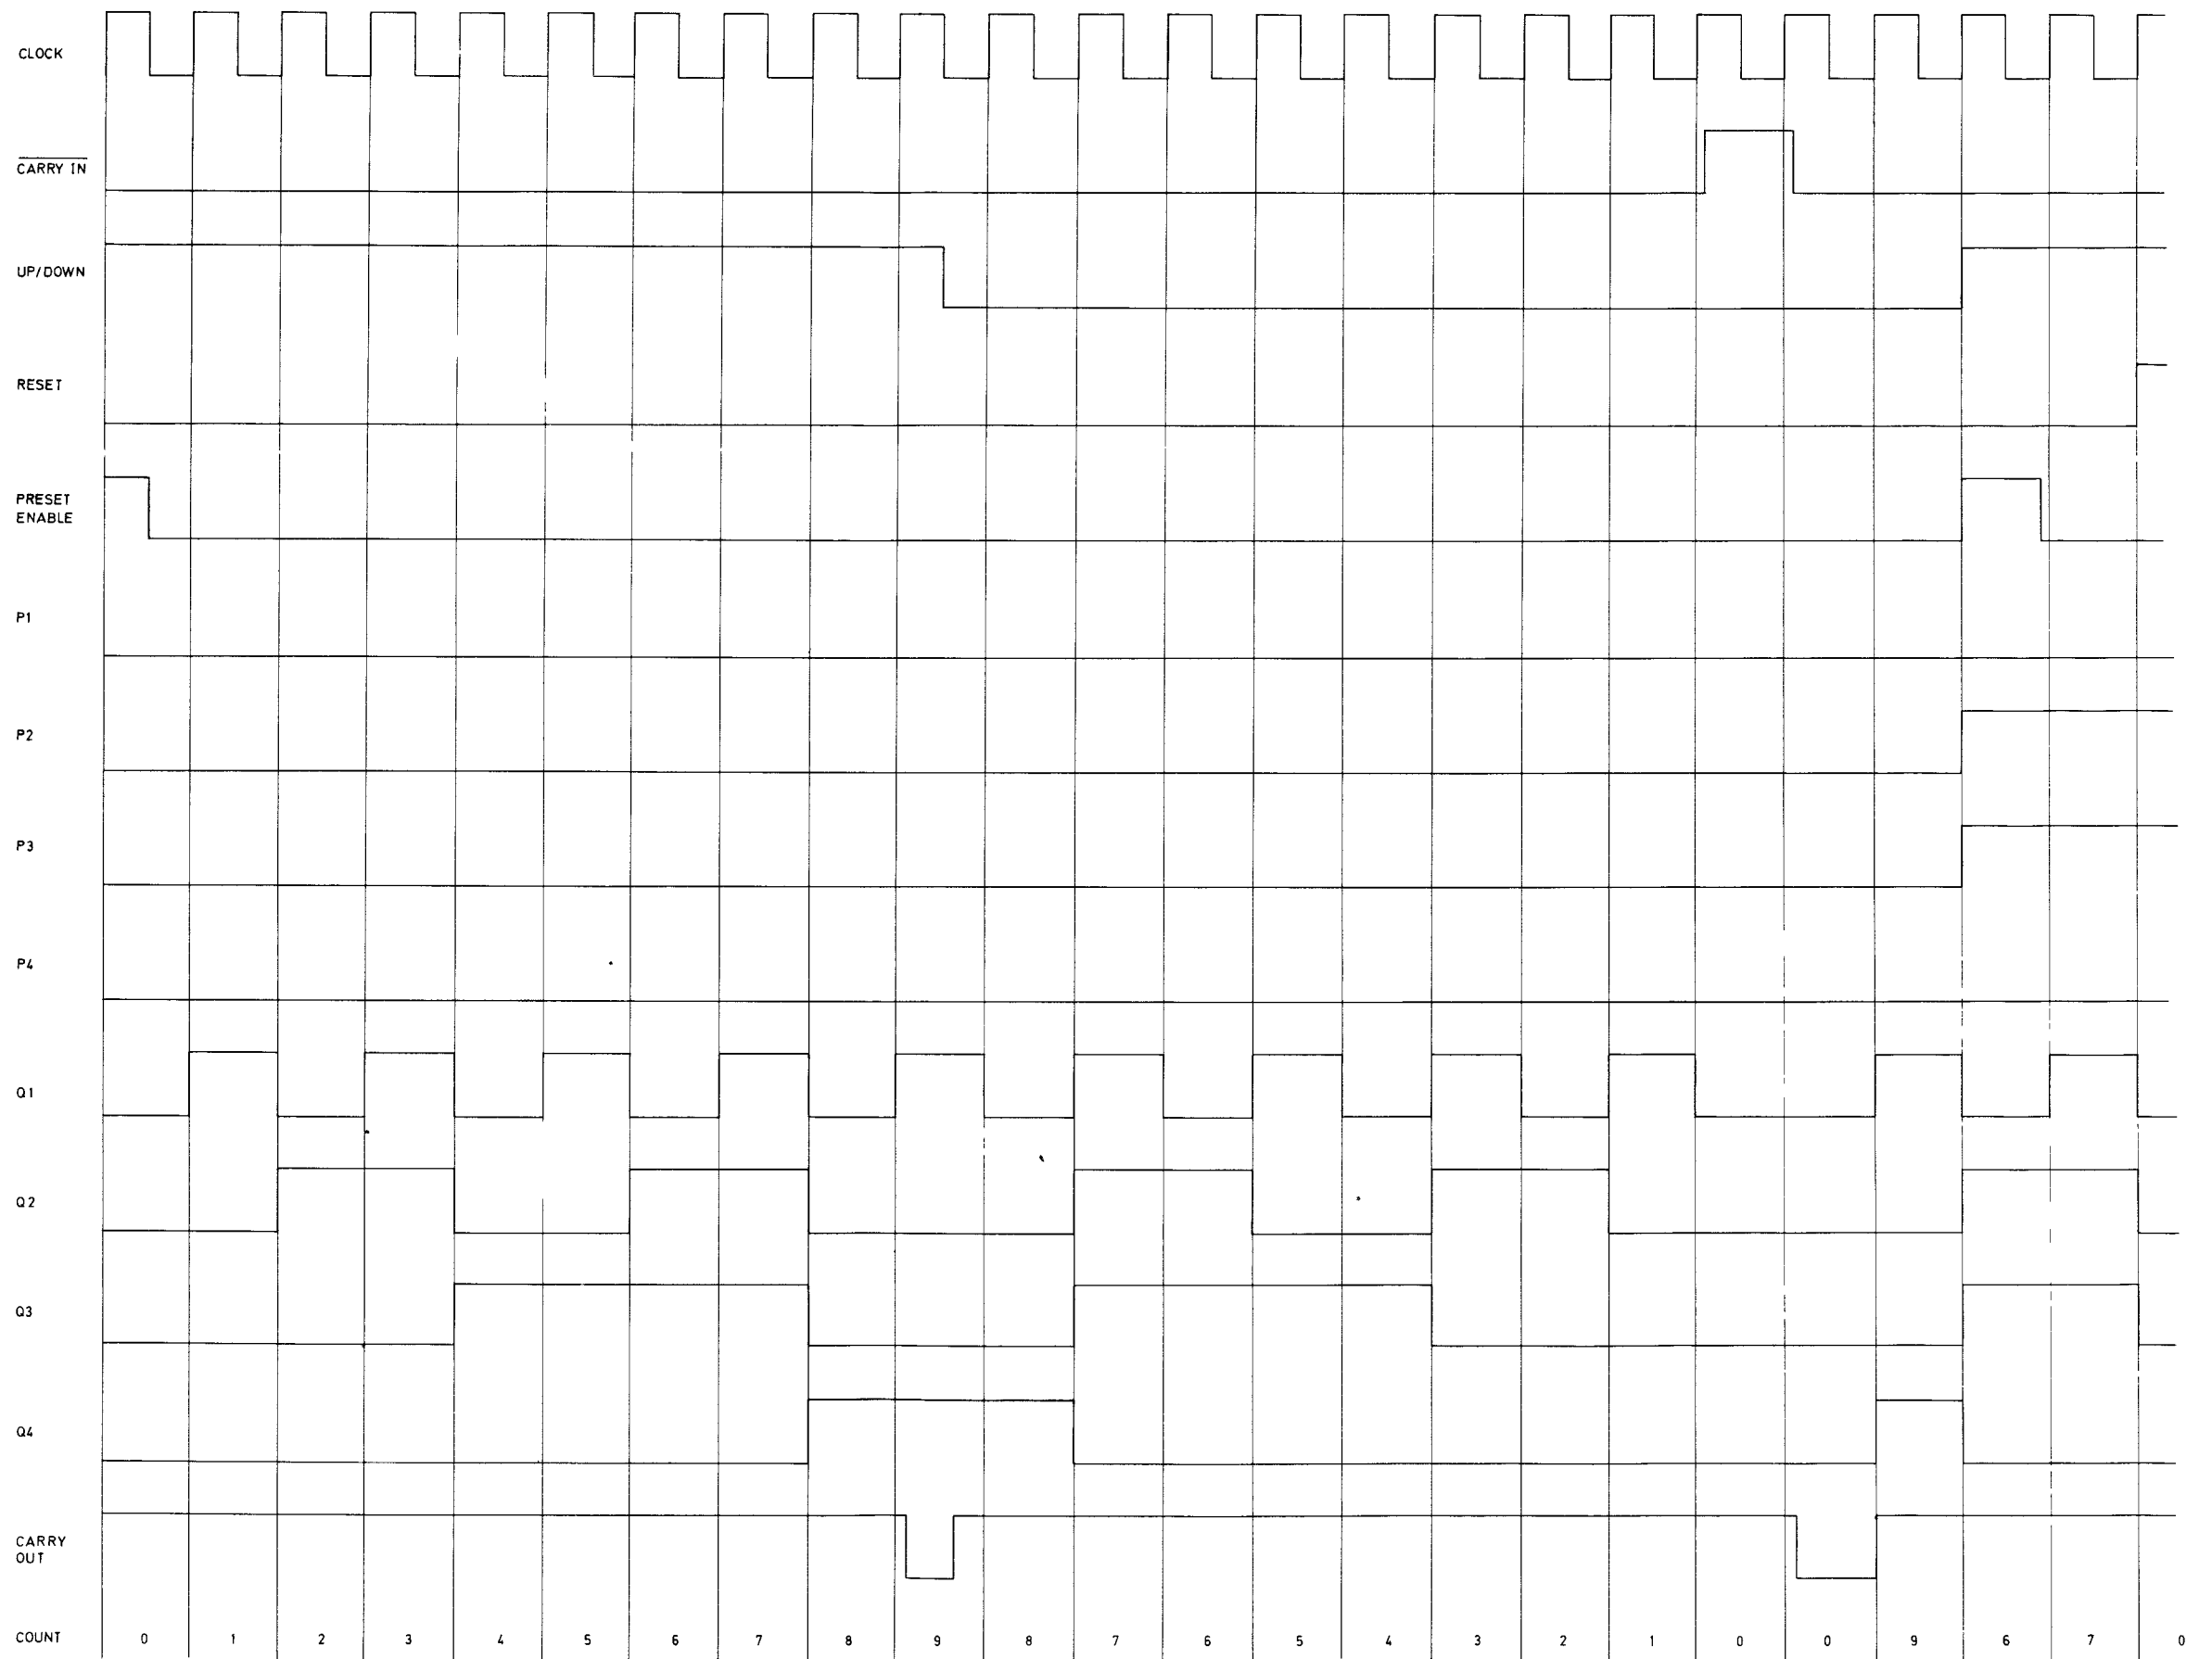 CLOCK
CARRY IN
UP/DOWN
RESET
PRESET
ENABLE
P1
P2
P3
P4
Q1
Q2
Q3
Q4
CARRY
OUT
COUNT 0 1 2 3 4 5 6 7 8 9 8 7 6 5 4 3 2 1 0 0 9 6 7 0